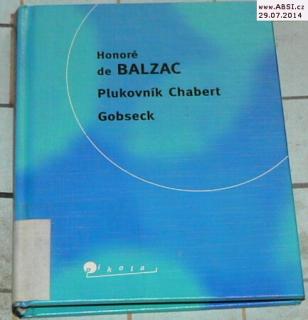 www.ABSI.cz
29.07.2014
Honoré
de BALZAC
Plukovník Chabert
Gobseck